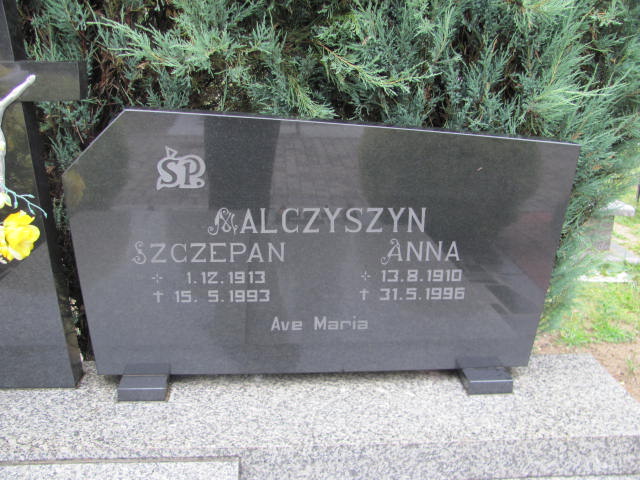 ŚP.
MALCZYSZYN
SZCZEPAN ANNA
÷ 1.12.1913 ÷ 13.8.1910
† 15.5.1993 † 31.5.1996
Ave Maria